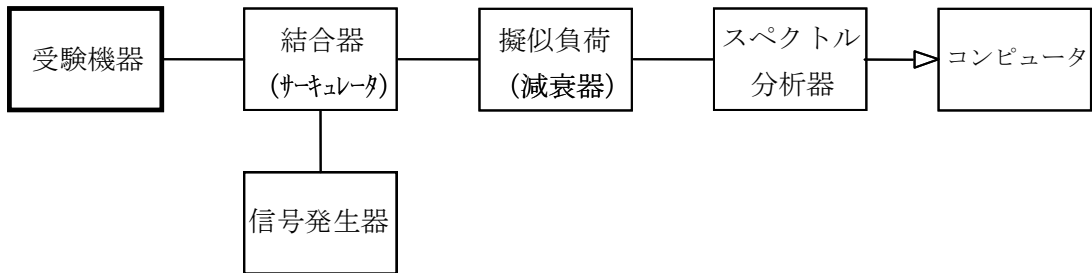 受験機器
結合器
(サーキュレータ)
擬似負荷
(減衰器)
スペクトル
分析器
コンピュータ
信号発生器